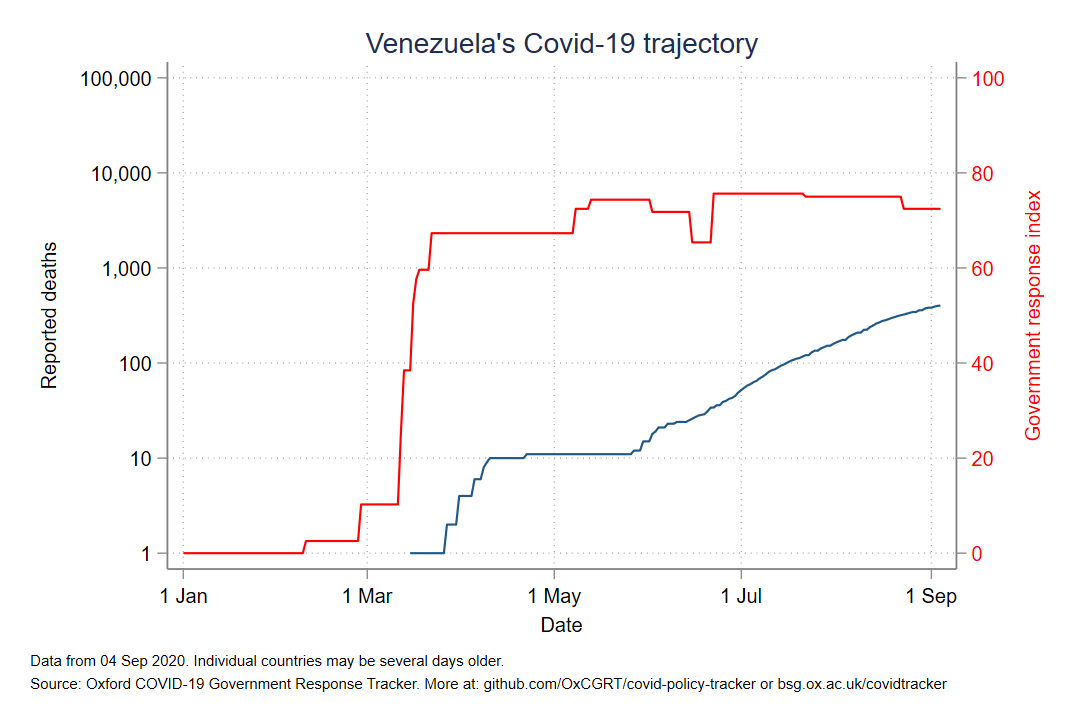 Venezuela's Covid-19 trajectory
100,000
10,000
1,000
100
10
1
Reported deaths
100
80
60
40
20
0
Government response index
1 Jan
1 Mar
1 May
1 Jul
1 Sep
Date
Data from 04 Sep 2020. Individual countries may be several days older.
Source: Oxford COVID-19 Government Response Tracker. More at: github.com/OxCGRT/covid-policy-tracker or bsg.ox.ac.uk/covidtracker